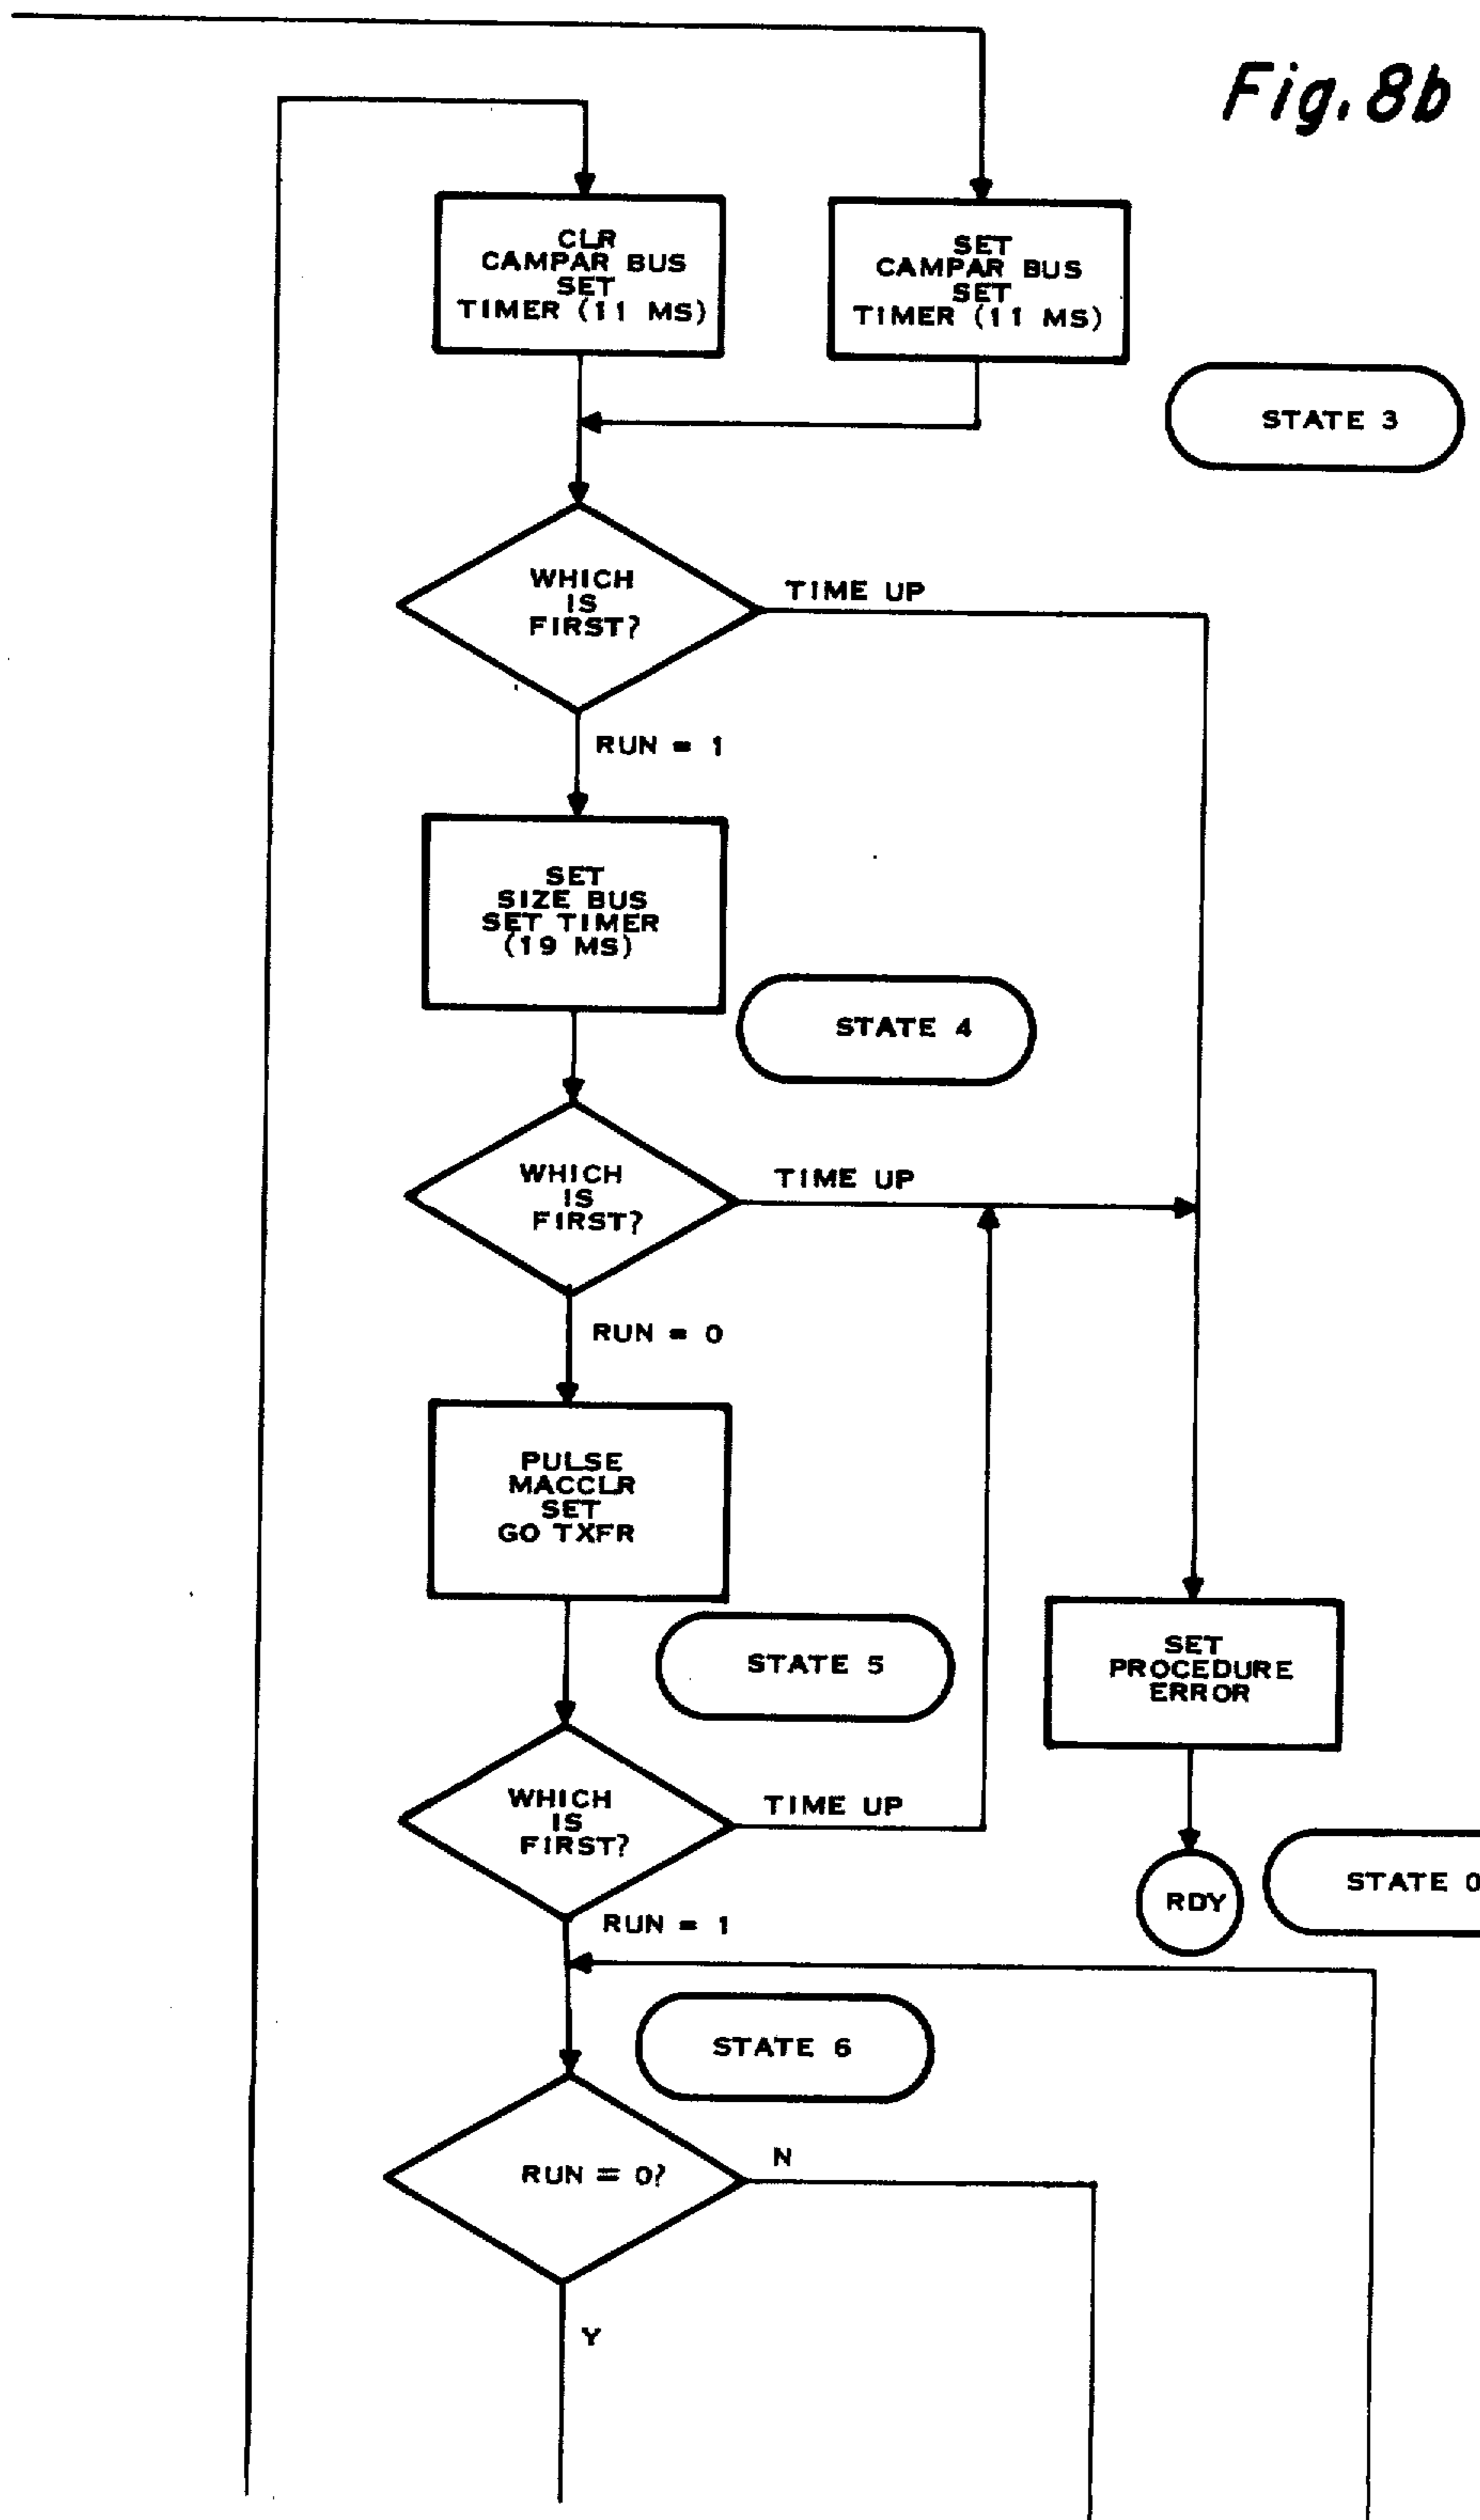 Fig. 8b
CLR
CAMPAR BUS
SET
TIMER (11 MS)
SET
CAMPAR BUS
SET
TIMER (11 MS)
STATE 3
WHICH
IS
FIRST?
TIME UP
RUN = 1
SET
SIZE BUS
SET TIMER
(19 MS)
STATE 4
WHICH
IS
FIRST?
TIME UP
RUN = 0
PULSE
MACCLR
SET
GO TXFR
STATE 5
SET
PROCEDURE
ERROR
WHICH
IS
FIRST?
TIME UP
RDY
STATE 0
RUN = 1
STATE 6
RUN = 0?
N
Y